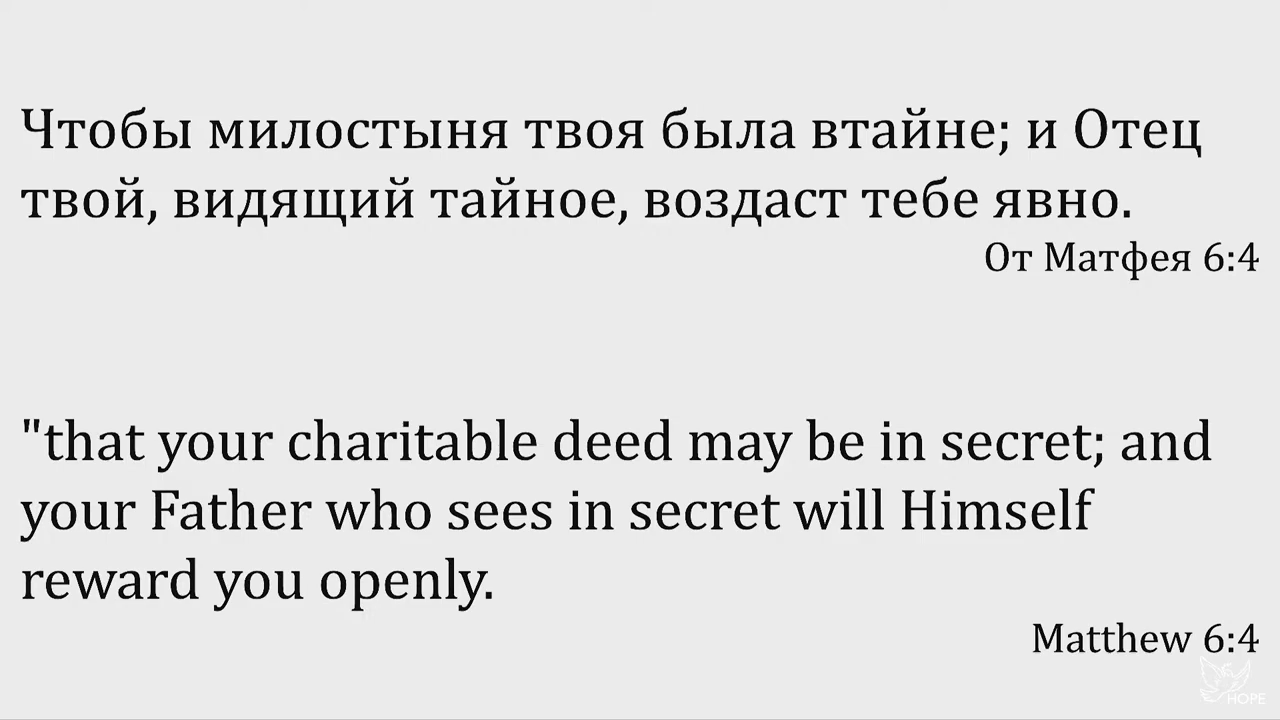 Чтобы милостыня твоя была втайне; и Отец
твой, видящий тайное, воздаст тебе явно.
От Матфея 6:4
"that your charitable deed may be in secret; and
your Father who sees in secret will Himself
reward you openly.
Matthew 6:4
HOPE